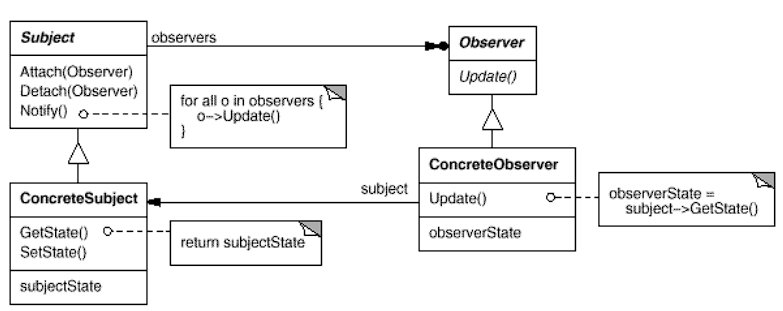 Subject
observers
Observer
Attach(Observer)
Detach(Observer)
Notify()
for all o in observers {
o->Update()
}
Update()
ConcreteSubject
subject
ConcreteObserver
GetState()
SetState()
return subjectState
Update()
observerState =
subject->GetState()
subjectState
observerState